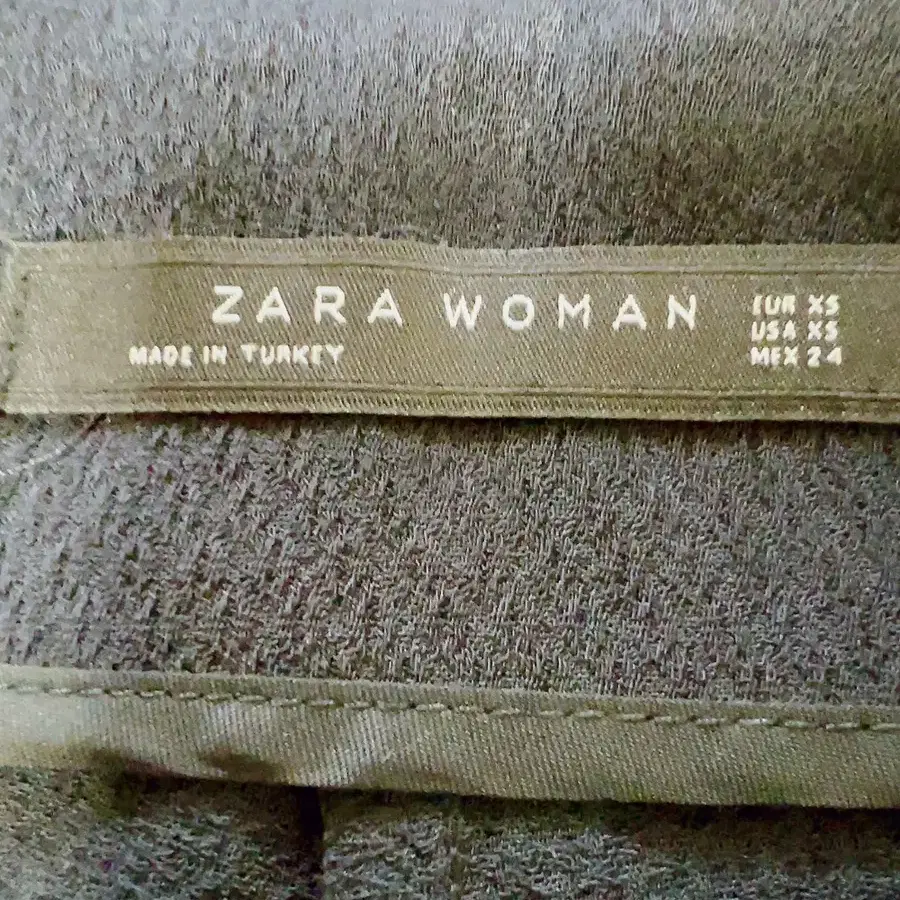 ZARA WOMAN
MADE IN TURKEY
EUR XS
USA XS
MEX 24